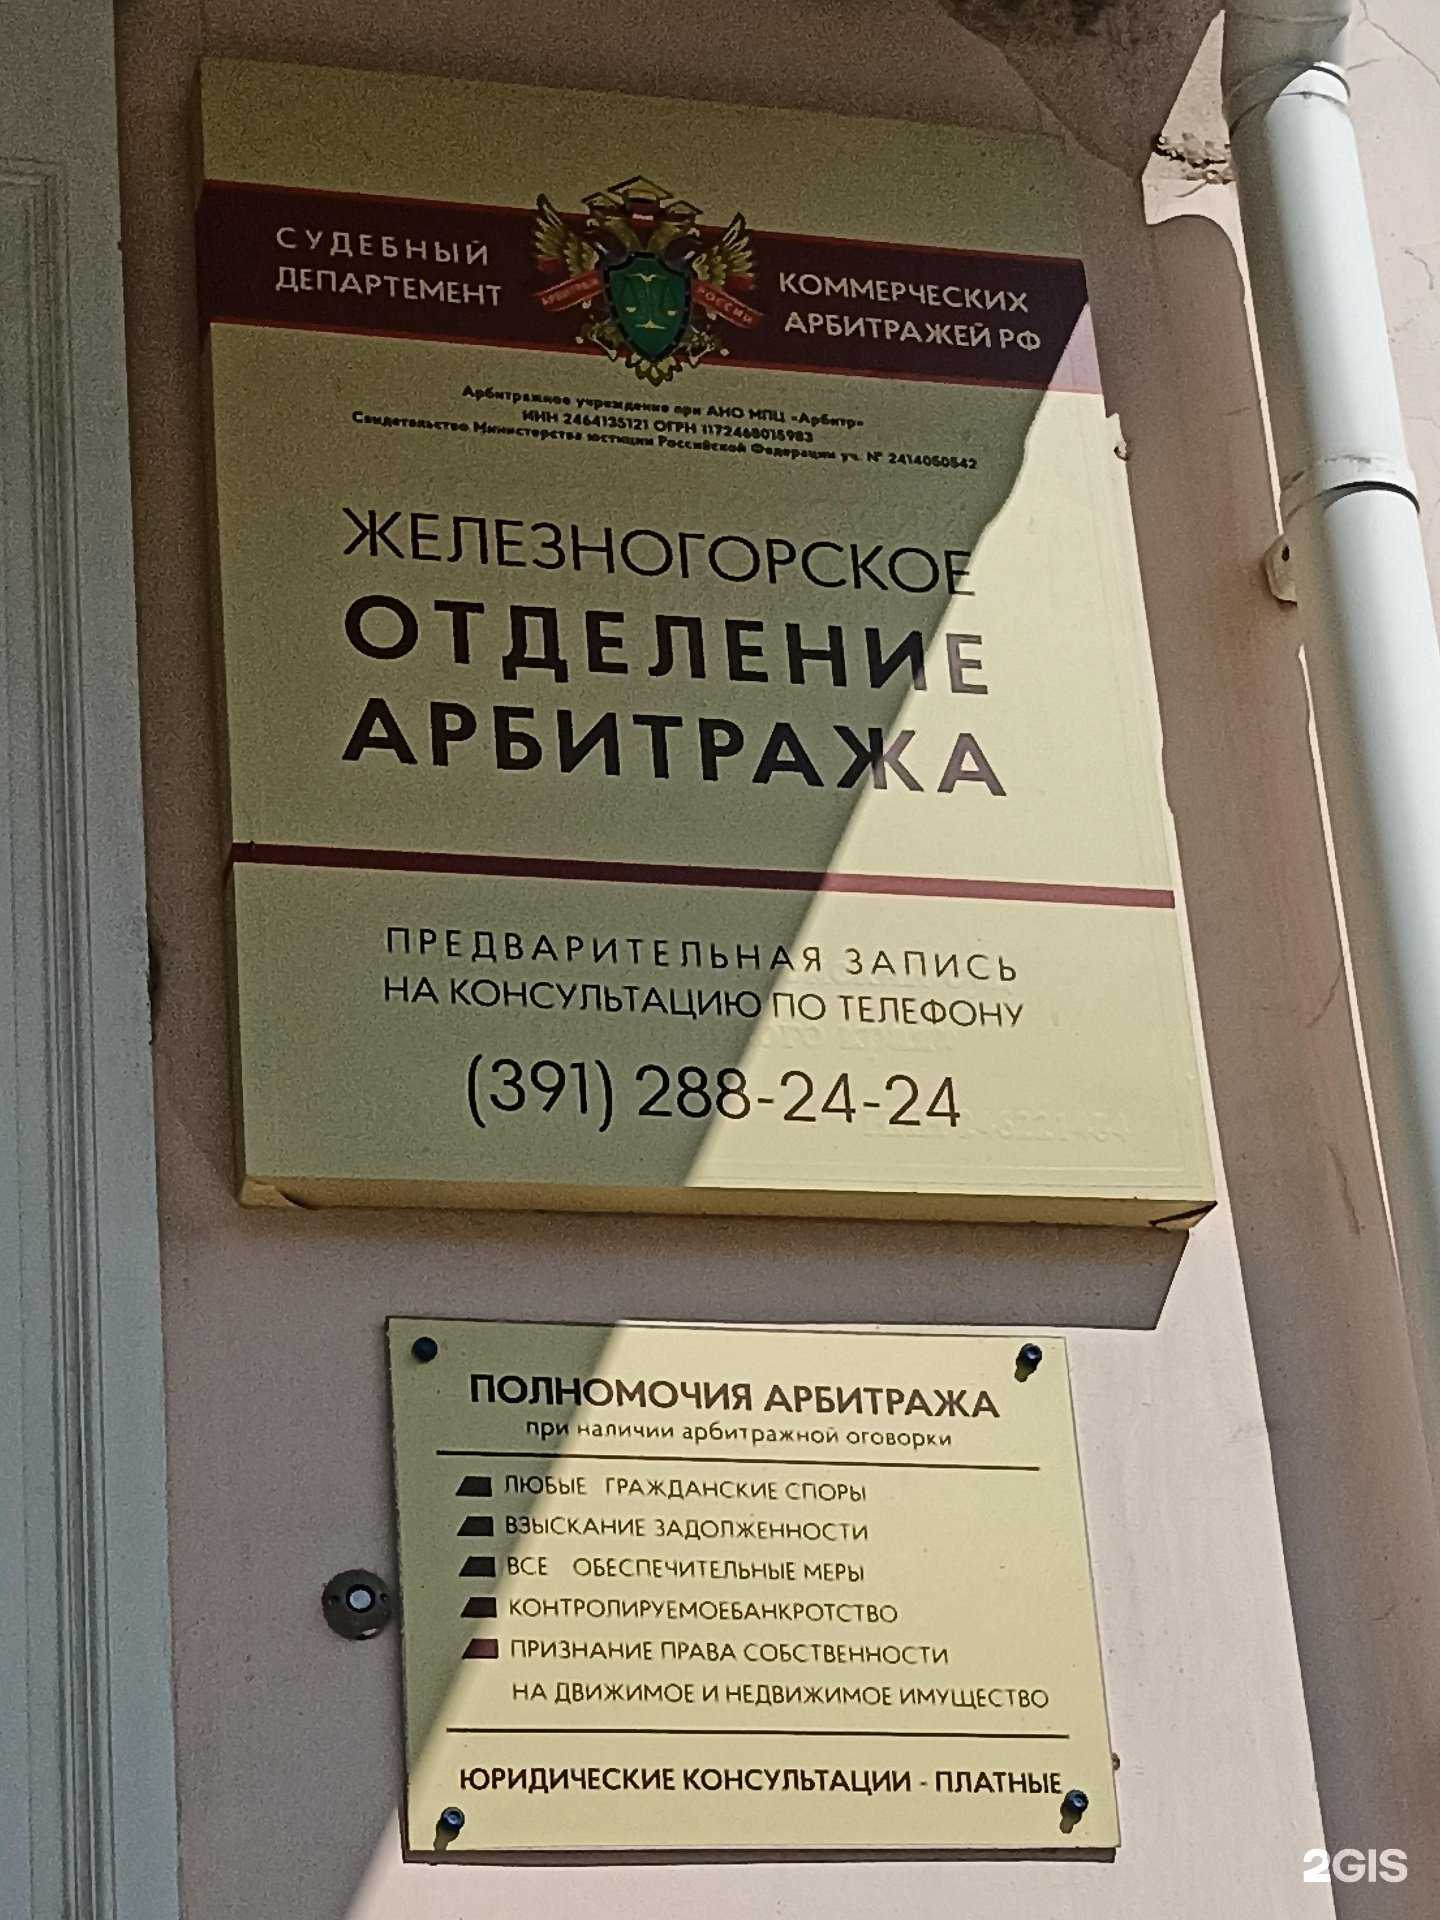 СУДЕБНЫЙ
ДЕПАРТЕМЕНТ
АРБИТРАЖ РОССИЙ
КОММЕРЧЕСКИХ
АРБИТРАЖЕЙ РФ
Арбитражное учреждение при АНО МПЦ «Арбитр»
ИНН 2464135121 ОГРН 1172468015983
Свидетельство Министерства юстиции Российской Федерации уч. № 2414050542
ЖЕЛЕЗНОГОРСКОЕ
ОТДЕЛЕНИЕ
АРБИТРАЖА
ПРЕДВАРИТЕЛЬНАЯ ЗАПИСЬ
НА КОНСУЛЬТАЦИЮ ПО ТЕЛЕФОНУ
(391) 288-24-24
ПОЛНОМОЧИЯ АРБИТРАЖА
при наличии арбитражной оговорки
ЛЮБЫЕ ГРАЖДАНСКИЕ СПОРЫ
ВЗЫСКАНИЕ ЗАДОЛЖЕННОСТИ
ВСЕ ОБЕСПЕЧИТЕЛЬНЫЕ МЕРЫ
КОНТРОЛИРУЕМОЕБАНКРОТСТВО
ПРИЗНАНИЕ ПРАВА СОБСТВЕННОСТИ
НА ДВИЖИМОЕ И НЕДВИЖИМОЕ ИМУЩЕСТВО
ЮРИДИЧЕСКИЕ КОНСУЛЬТАЦИИ - ПЛАТНЫЕ
2GIS